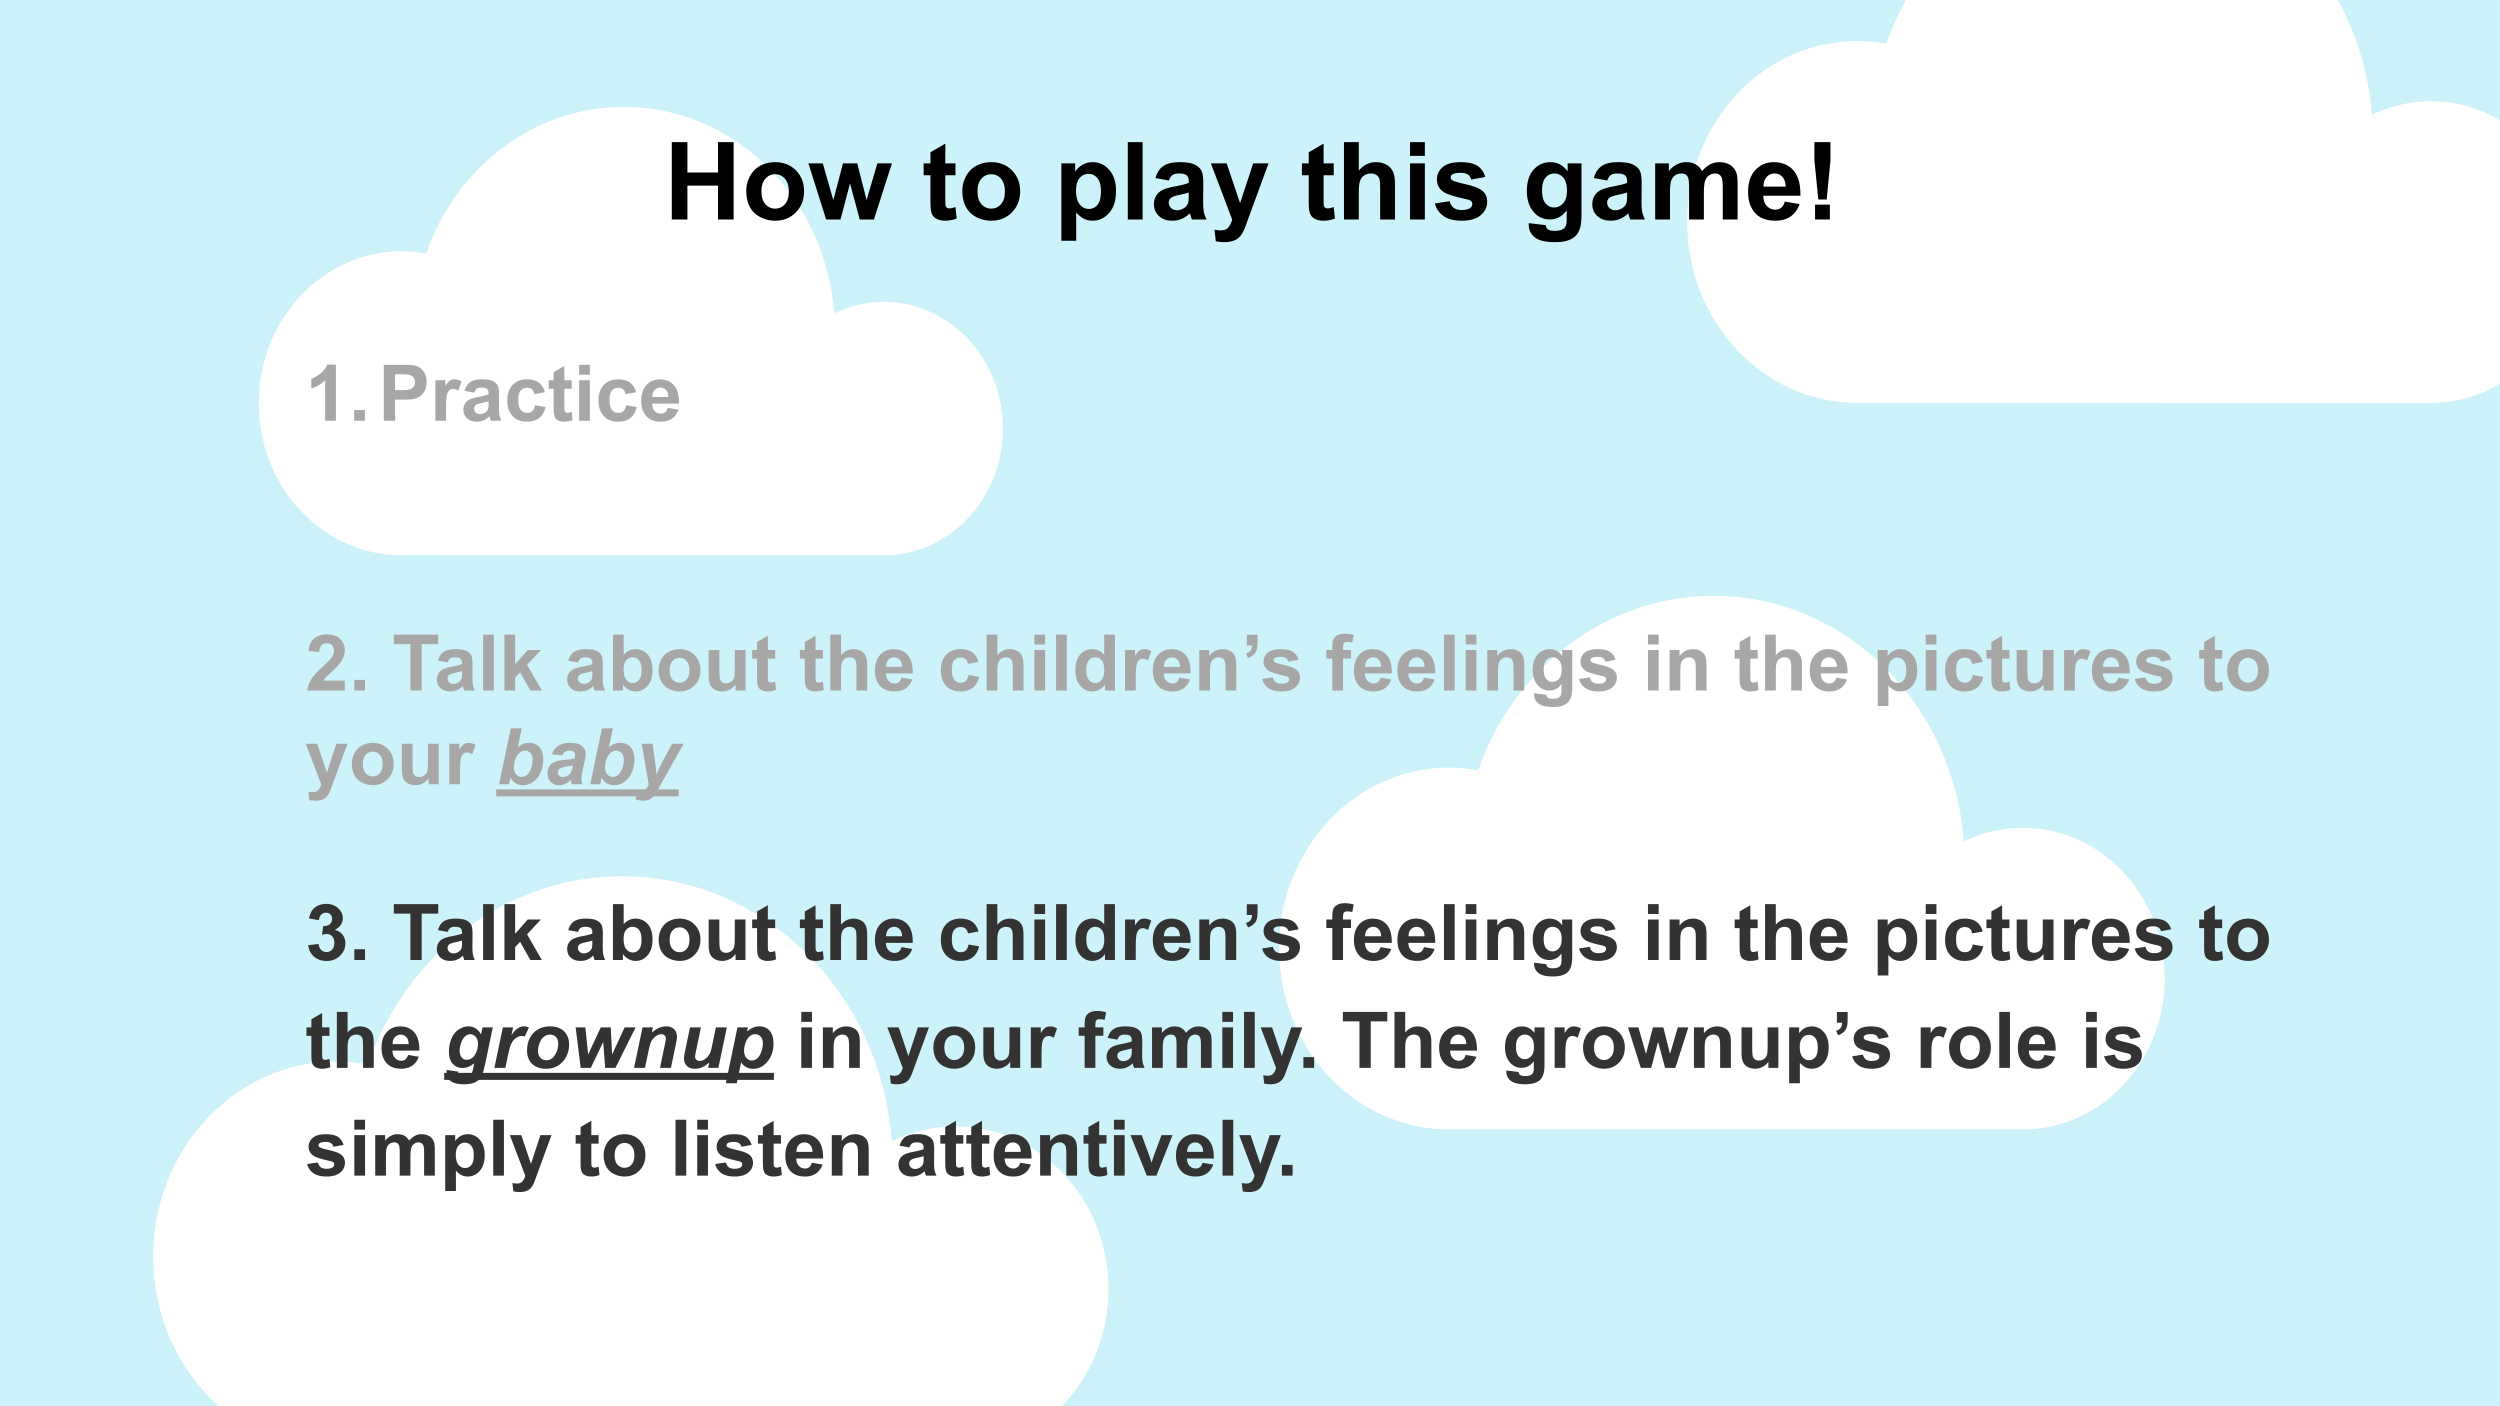 How to play this game!
1. Practice
2. Talk about the children’s feelings in the pictures to
your baby
3. Talk about the children’s feelings in the pictures to
the grownup in your family. The grownup’s role is
simply to listen attentively.